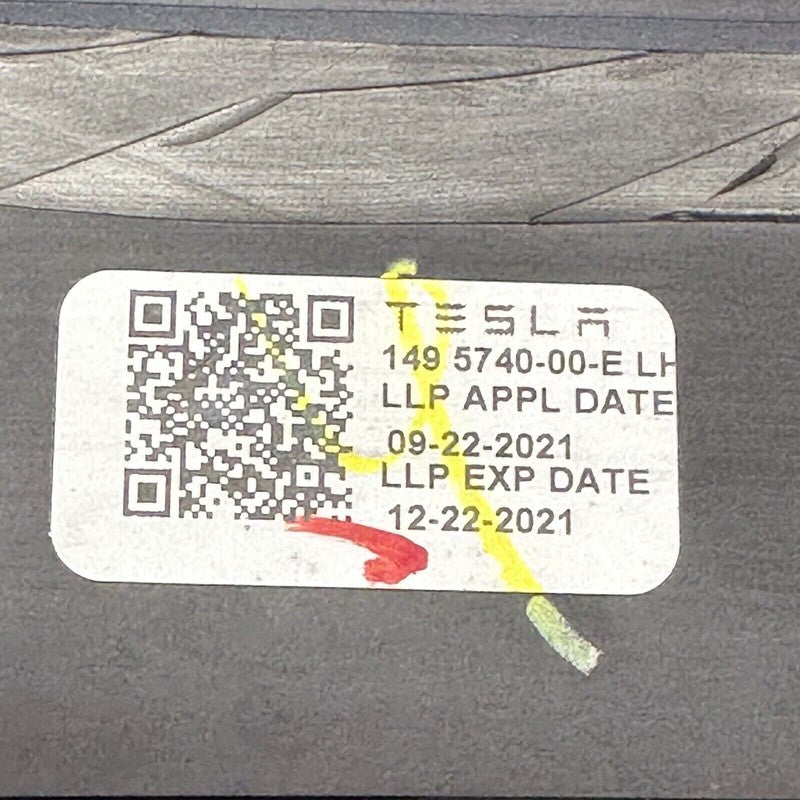 TESLA
149 5740-00-E LH
LLP APPL DATE
09-22-2021
LLP EXP DATE
12-22-2021